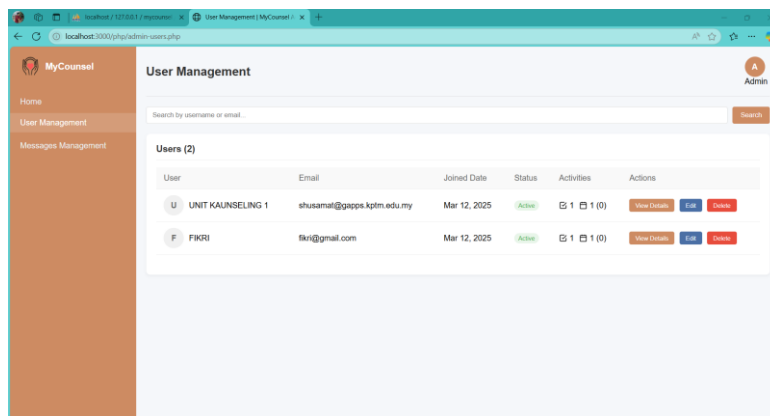 localhost / 127.0.0.1 / mycounsel
User Management | MyCounsel A
localhost:3000/php/admin-users.php
MyCounsel
User Management
A
Admin
Home
User Management
Messages Management
Search by username or email...
Search
Users (2)
User Email Joined Date Status Activities Actions
U UNIT KAUNSELING 1 shusamat@gapps.kptm.edu.my Mar 12, 2025 Active 1 1 (0) View Details Edit Delete
F FIKRI fikri@gmail.com Mar 12, 2025 Active 1 1 (0) View Details Edit Delete